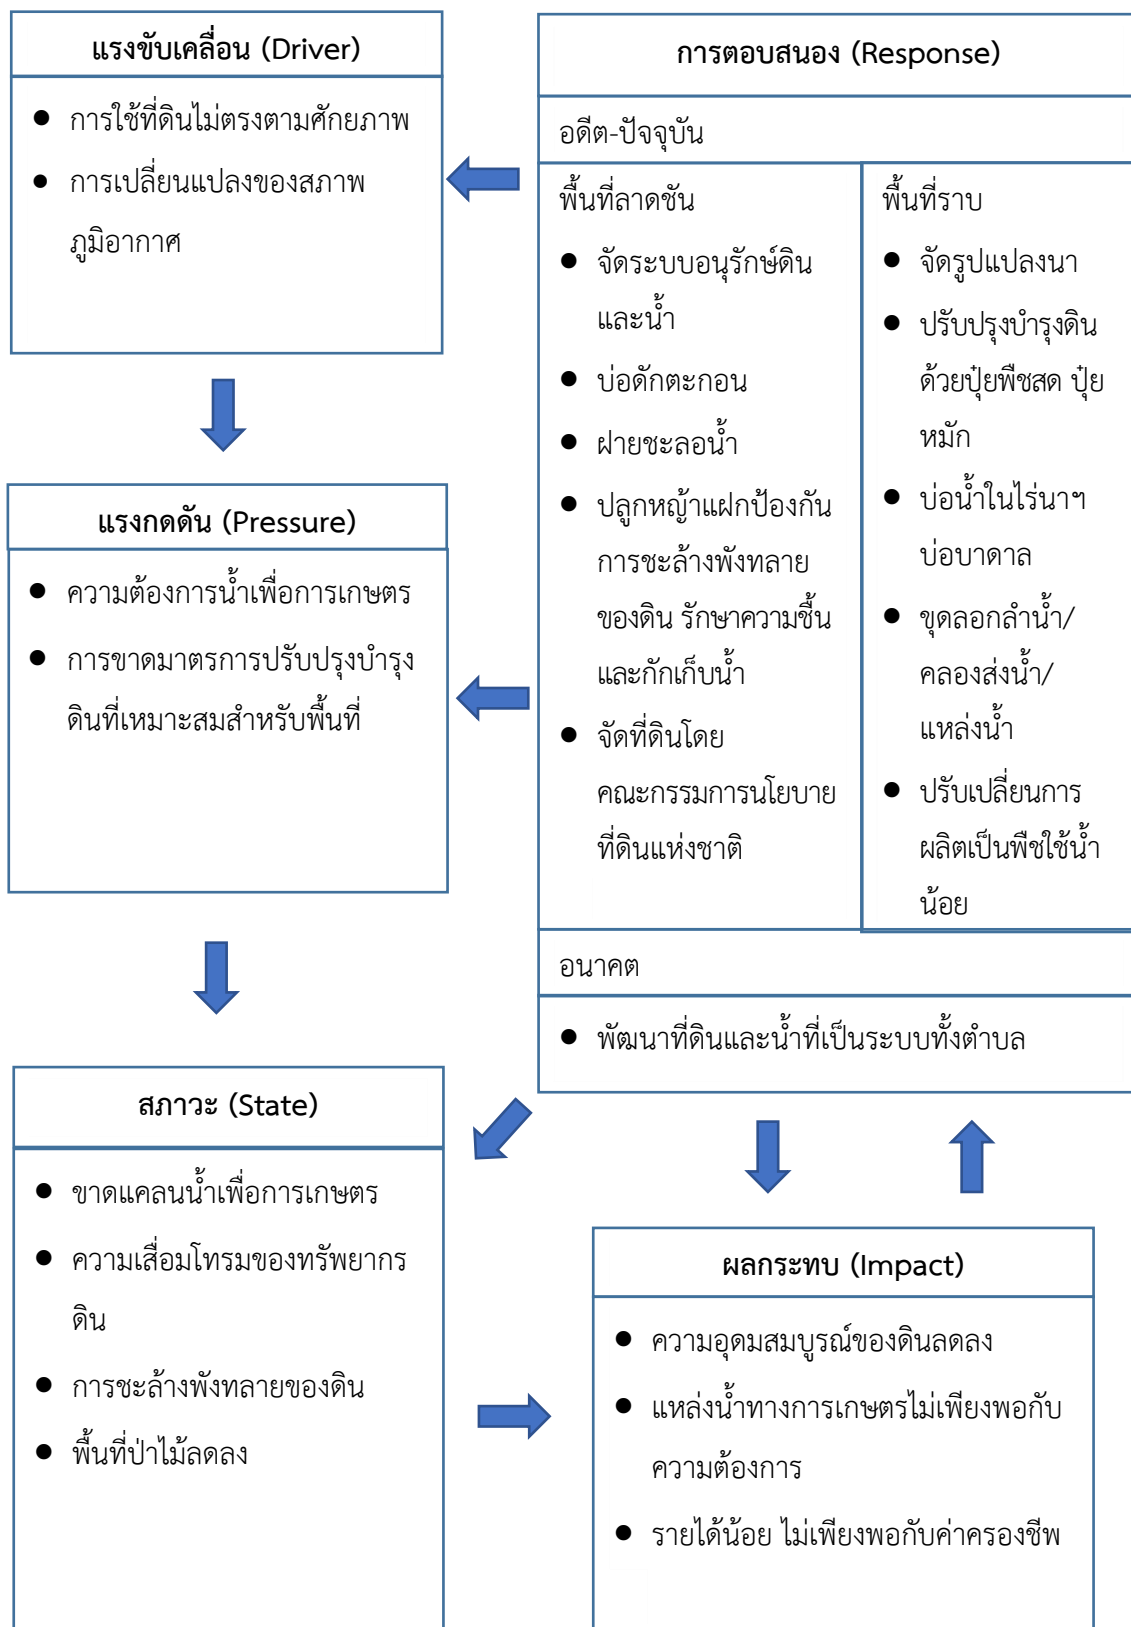 แรงขับเคลื่อน (Driver)
● การใช้ที่ดินไม่ตรงตามศักยภาพ
● การเปลี่ยนแปลงของสภาพ
ภูมิอากาศ
แรงกดดัน (Pressure)
● ความต้องการน้ำเพื่อการเกษตร
● การขาดมาตรการปรับปรุงบำรุง
ดินที่เหมาะสมสำหรับพื้นที่
สภาวะ (State)
● ขาดแคลนน้ำเพื่อการเกษตร
● ความเสื่อมโทรมของทรัพยากร
ดิน
● การชะล้างพังทลายของดิน
● พื้นที่ป่าไม้ลดลง
การตอบสนอง (Response)
อดีต-ปัจจุบัน
พื้นที่ลาดชัน
● จัดระบบอนุรักษ์ดิน
และน้ำ
● บ่อดักตะกอน
● ฝายชะลอน้ำ
● ปลูกหญ้าแฝกป้องกัน
การชะล้างพังทลาย
ของดิน รักษาความชื้น
และกักเก็บน้ำ
● จัดที่ดินโดย
คณะกรรมการนโยบาย
ที่ดินแห่งชาติ
พื้นที่ราบ
● จัดรูปแปลงนา
● ปรับปรุงบำรุงดิน
ด้วยปุ๋ยพืชสด ปุ๋ย
หมัก
● บ่อน้ำในไร่นาฯ
บ่อบาดาล
● ขุดลอกลำน้ำ/
คลองส่งน้ำ/
แหล่งน้ำ
● ปรับเปลี่ยนการ
ผลิตเป็นพืชใช้น้ำ
น้อย
อนาคต
● พัฒนาที่ดินและน้ำที่เป็นระบบทั้งตำบล
ผลกระทบ (Impact)
● ความอุดมสมบูรณ์ของดินลดลง
● แหล่งน้ำทางการเกษตรไม่เพียงพอกับ
ความต้องการ
● รายได้น้อย ไม่เพียงพอกับค่าครองชีพ